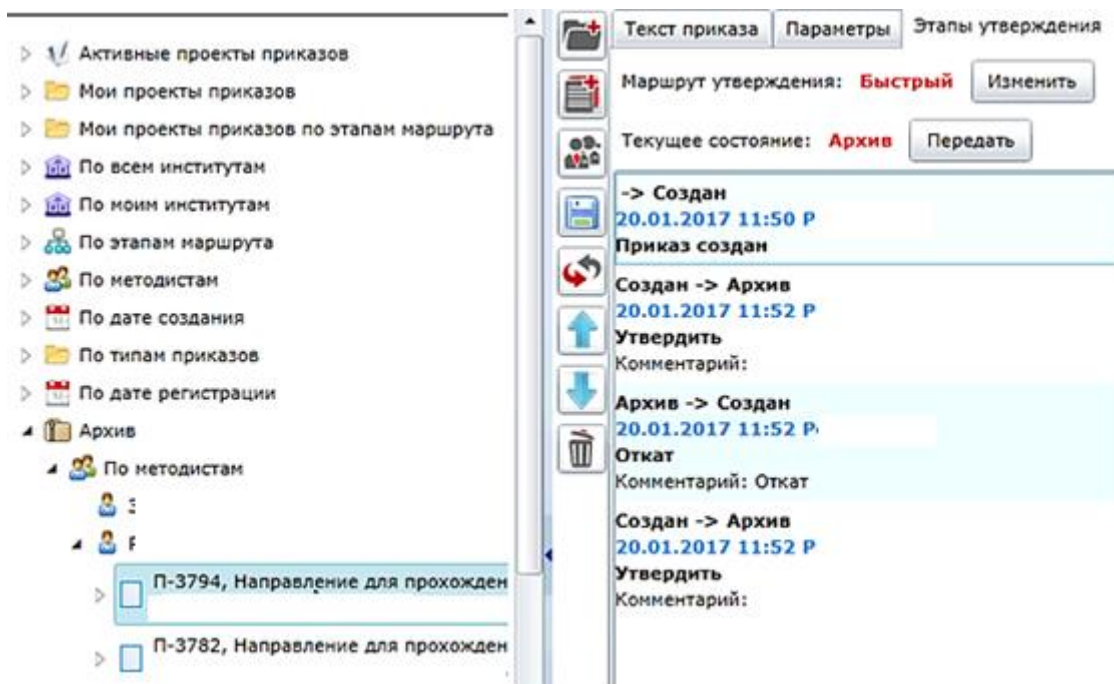 Активные проекты приказов
Мои проекты приказов
Мои проекты приказов по этапам маршрута
По всем институтам
По моим институтам
По этапам маршрута
По методистам
По дате создания
По типам приказов
По дате регистрации
Архив
По методистам
П-3794, Направление для прохожден
П-3782, Направление для прохожден
Текст приказа Параметры Этапы утверждения
Маршрут утверждения: Быстрый Изменить
Текущее состояние: Архив Передать
-> Создан
20.01.2017 11:50 Р
Приказ создан
Создан -> Архив
20.01.2017 11:52 Р
Утвердить
Комментарий:
Архив -> Создан
20.01.2017 11:52 Р
Откат
Комментарий: Откат
Создан -> Архив
20.01.2017 11:52 Р
Утвердить
Комментарий: